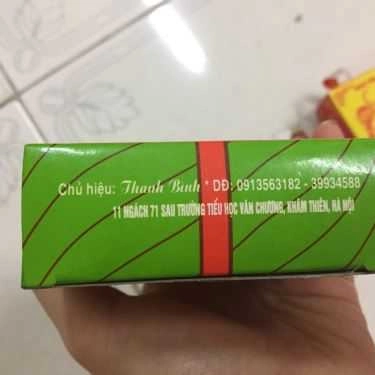 Chủ hiệu: Thanh Bình * DĐ: 0913563182 - 39934588
11 NGÁCH 71 SAU TRƯỜNG TIỂU HỌC VĂN CHƯƠNG, KHÂM THIÊN, HÀ NỘI